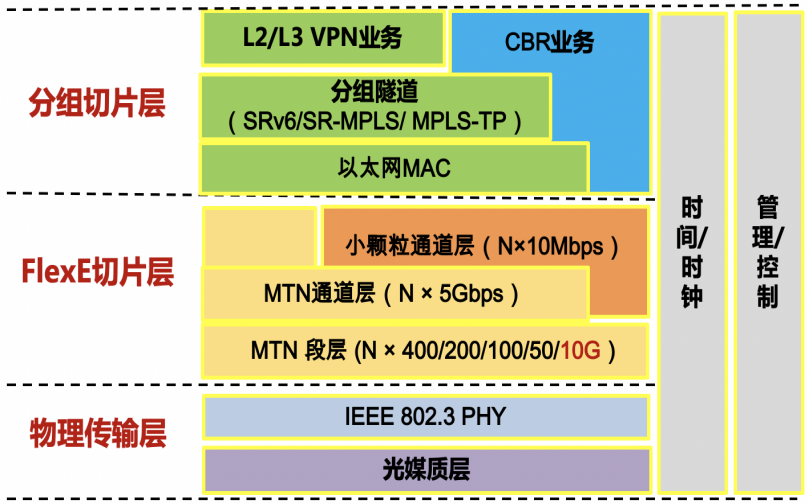 L2/L3 VPN业务
CBR业务
分组切片层
分组隧道
（ SRv6/SR-MPLS/ MPLS-TP ）
以太网MAC
小颗粒通道层（ N×10Mbps）
FlexE切片层
MTN通道层（ N × 5Gbps ）
MTN 段层 (N × 400/200/100/50/10G ）
物理传输层
IEEE 802.3 PHY
光媒质层
时
间/
时
钟
管
理/
控
制